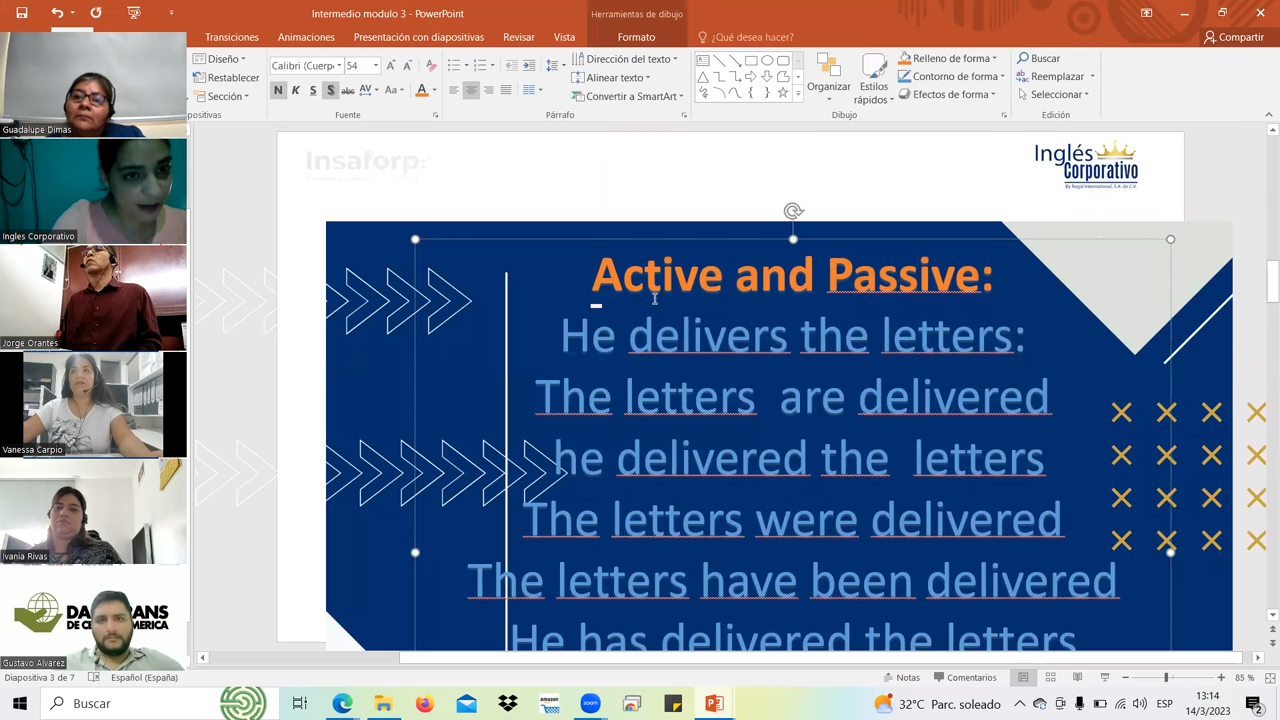 Intermedio modulo 3 - PowerPoint
Herramientas de dibujo
Transiciones Animaciones Presentación con diapositivas Revisar Vista Formato ¿Qué desea hacer? Compartir
Diseño
Restablecer
Sección
positivas
Calibri (Cuerp 54
N K S S abc AV Aa A
Fuente
Dirección del texto
Alinear texto
Convertir a SmartArt
Párrafo
Organizar
Estilos rápidos
Relleno de forma
Contorno de forma
Efectos de forma
Dibujo
Buscar
Reemplazar
Seleccionar
Edición
Guadalupe Dimas
Ingles Corporativo
Jorge Orantes
Vanessa Carpio
Ivania Rivas
Gustavo Alvarez
Insaforp
Inglés
Corporativo
By Regal International, S.A. de C.V.
Active and Passive:
He delivers the letters:
The letters are delivered
he delivered the letters
The letters were delivered
The letters have been delivered
He has delivered the letters
Diapositiva 3 de 7 Español (España) Notas Comentarios 85 %
Buscar
amazon
zoom
32°C Parc. soleado
ESP
13:14
14/3/2023
2